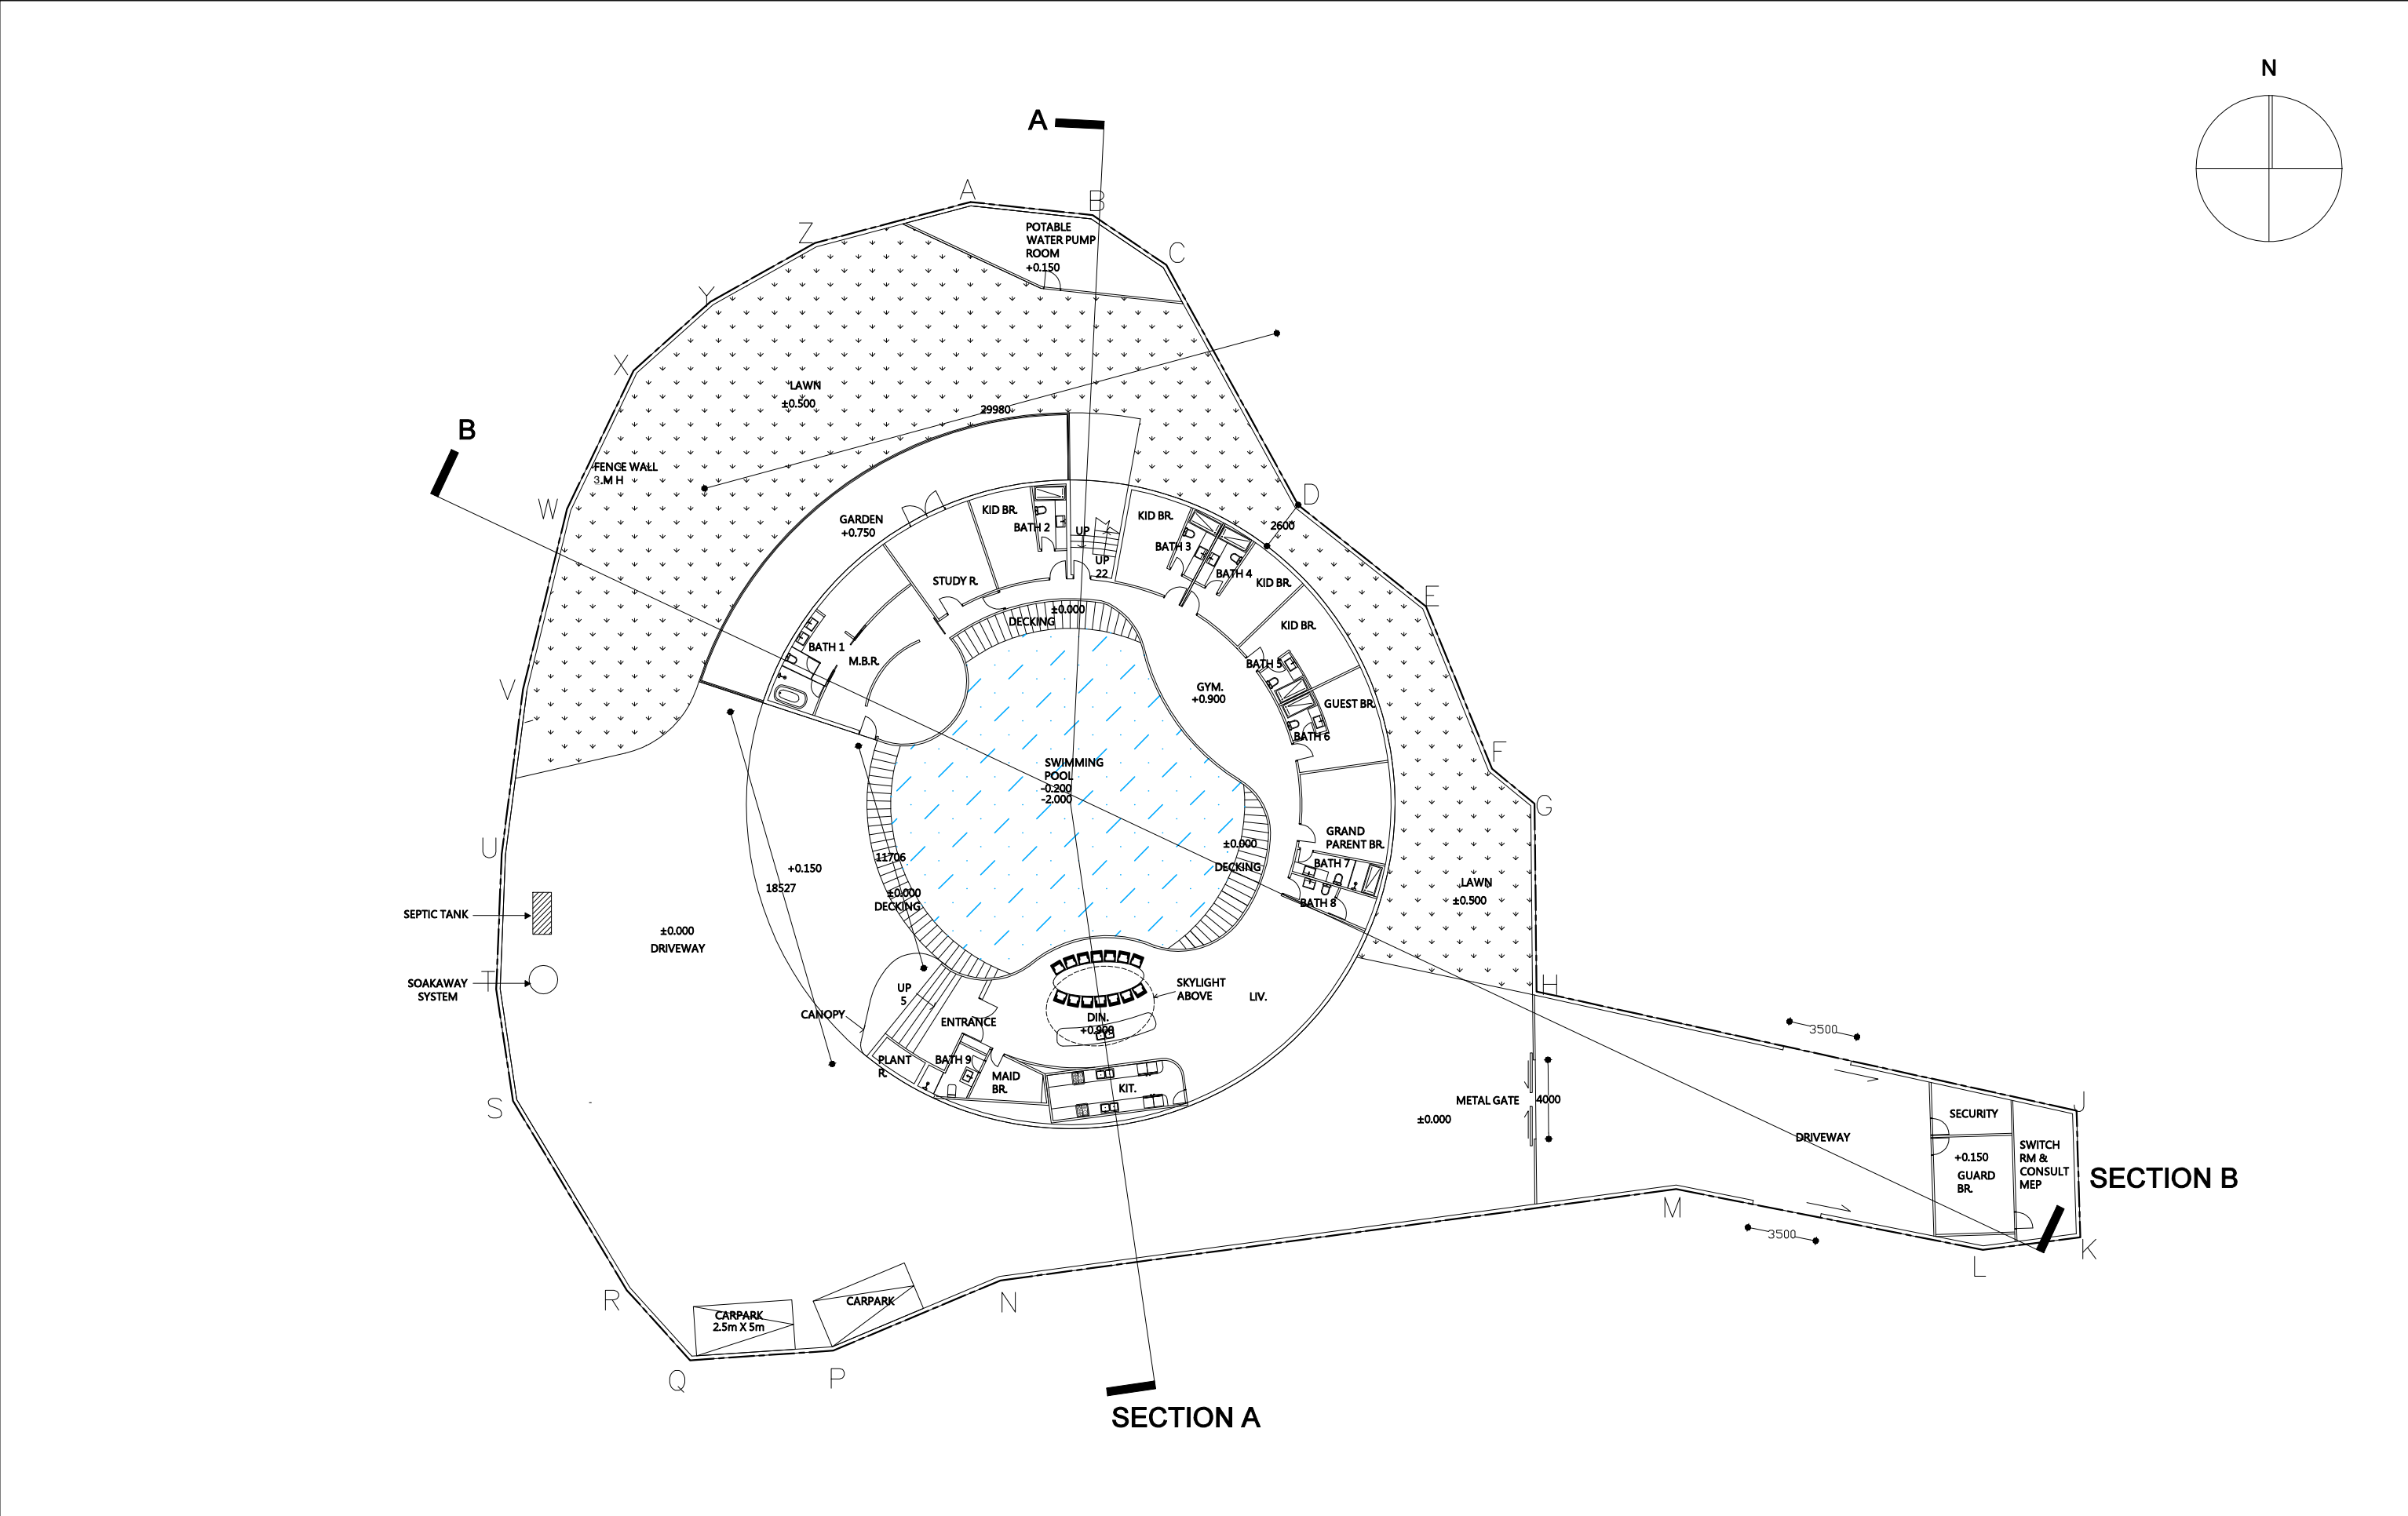 N
A
A
B
Z
POTABLE
WATER PUMP
ROOM
+0.150
C
Y
X
LAWN
±0.500
29980
B
FENCE WALL
3.M H
W
D
2600
GARDEN
+0.750
KID BR.
BATH 2
UP
UP
22
KID BR.
BATH 3
BATH 4
KID BR.
STUDY R.
E
±0.000
DECKING
KID BR.
BATH 1
M.B.R.
BATH 5
V
GYM.
+0.900
GUEST BR.
BATH 6
F
SWIMMING
POOL
-0.200
-2.000
G
GRAND
PARENT BR.
U
±0.000
DECKING
BATH 7
BATH 8
11706
+0.150
18527
±0.000
DECKING
LAWN
±0.500
SEPTIC TANK
±0.000
DRIVEWAY
T
SOAKAWAY
SYSTEM
UP
5
SKYLIGHT
ABOVE
LIV.
H
CANOPY
ENTRANCE
DIN.
+0.900
3500
PLANT
R.
BATH 9
MAID
BR.
KIT.
S
METAL GATE
4000
±0.000
J
SECURITY
DRIVEWAY
SWITCH
RM &
CONSULT
MEP
+0.150
GUARD
BR.
SECTION B
M
3500
K
L
R
N
CARPARK
2.5m X 5m
CARPARK
Q
P
SECTION A